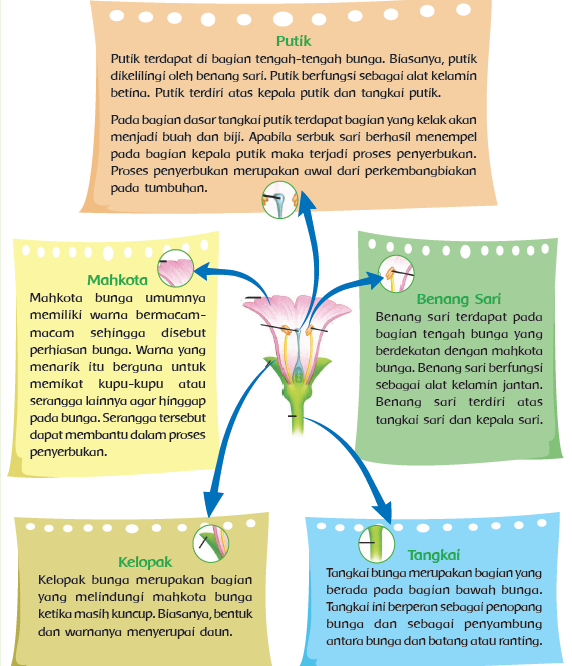 Putik
Putik terdapat di bagian tengah-tengah bunga. Biasanya, putik
dikelilingi oleh benang sari. Putik berfungsi sebagai alat kelamin
betina. Putik terdiri atas kepala putik dan tangkai putik.
Pada bagian dasar tangkai putik terdapat bagian yang kelak akan
menjadi buah dan biji. Apabila serbuk sari berhasil menempel
pada bagian kepala putik maka terjadi proses penyerbukan.
Proses penyerbukan merupakan awal dari perkembangbiakan
pada tumbuhan.
Mahkota
Mahkota bunga umumnya
memiliki warna bermacam-
macam sehingga disebut
perhiasan bunga. Warna yang
menarik itu berguna untuk
memikat kupu-kupu atau
serangga lainnya agar hinggap
pada bunga. Serangga tersebut
dapat membantu dalam proses
penyerbukan.
Benang Sari
Benang sari terdapat pada
bagian tengah bunga yang
berdekatan dengan mahkota
bunga. Benang sari berfungsi
sebagai alat kelamin jantan.
Benang sari terdiri atas
tangkai sari dan kepala sari.
Kelopak
Kelopak bunga merupakan bagian
yang melindungi mahkota bunga
ketika masih kuncup. Biasanya, bentuk
dan warnanya menyerupai daun.
Tangkai
Tangkai bunga merupakan bagian yang
berada pada bagian bawah bunga.
Tangkai ini berperan sebagai penopang
bunga dan sebagai penyambung
antara bunga dan batang atau ranting.